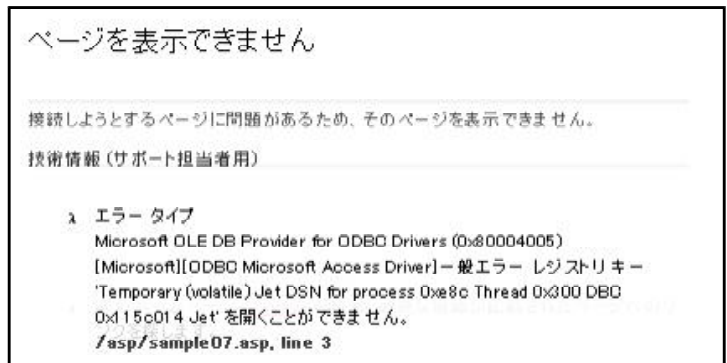 ページを表示できません
接続しようとするページに問題があるため、そのページを表示できません。
技術情報 (サポート担当者用)
λ エラー タイプ
Microsoft OLE DB Provider for ODBC Drivers (0x80004005)
[Microsoft][ODBC Microsoft Access Driver]一般エラー レジストリ キー
'Temporary (volatile) Jet DSN for process 0xe8c Thread 0x300 DBC
0x115c014 Jet' を開くことができません。
/asp/sample07.asp, line 3